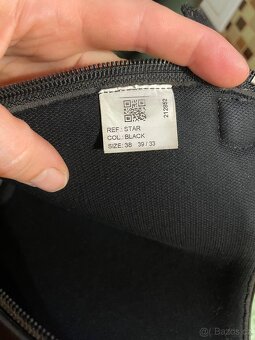 REF.: STAR
COL. BLACK
SIZE: 38 39 / 33
212982